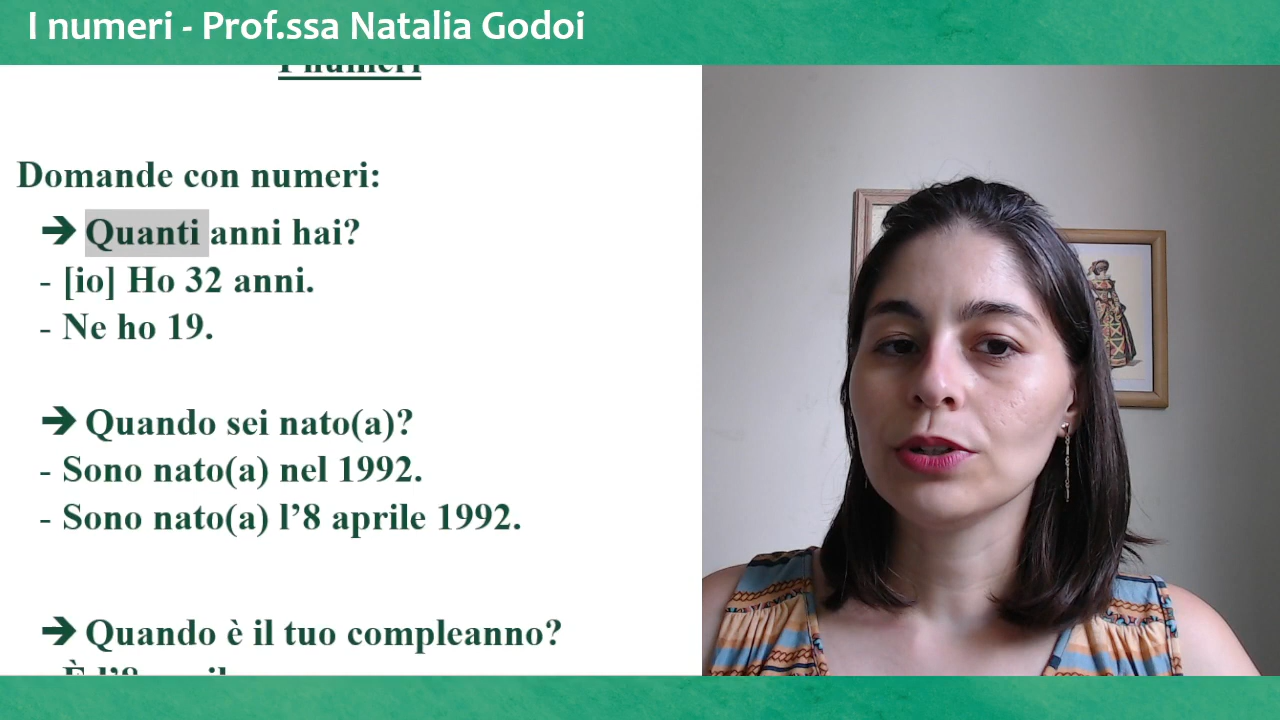 I numeri - Prof.ssa Natalia Godoi
I numeri
Domande con numeri:
➔ Quanti anni hai?
- [io] Ho 32 anni.
- Ne ho 19.
➔ Quando sei nato(a)?
- Sono nato(a) nel 1992.
- Sono nato(a) l’8 aprile 1992.
➔ Quando è il tuo compleanno?